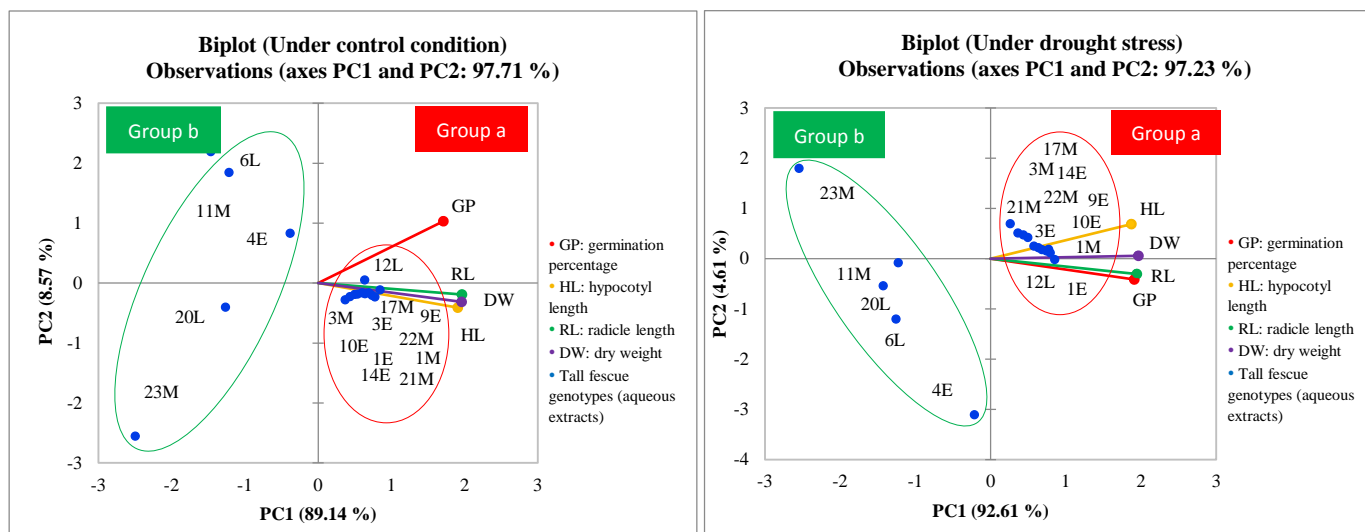 Biplot (Under control condition)
Observations (axes PC1 and PC2: 97.71 %)
Group b
Group a
3
2
1
0
-1
-2
-3
PC2 (8.57 %)
6L
11M
4E
20L
23M
GP
RL
DW
HL
12L
17M
3M
3E
9E
10E
22M
1E
1M
14E
21M
-3
-2
-1
0
1
2
3
PC1 (89.14 %)
GP: germination
percentage
HL: hypocotyl
length
RL: radicle length
DW: dry weight
Tall fescue
genotypes (aqueous
extracts)
Biplot (Under drought stress)
Observations (axes PC1 and PC2: 97.23 %)
Group b
Group a
3
2
1
0
-1
-2
-3
-4
PC2 (4.61 %)
23M
11M
20L
6L
4E
17M
3M
14E
22M
9E
21M
10E
3E
1M
12L
1E
HL
DW
RL
GP
-3
-2
-1
0
1
2
3
PC1 (92.61 %)
GP: germination
percentage
HL: hypocotyl
length
RL: radicle length
DW: dry weight
Tall fescue
genotypes (aqueous
extracts)